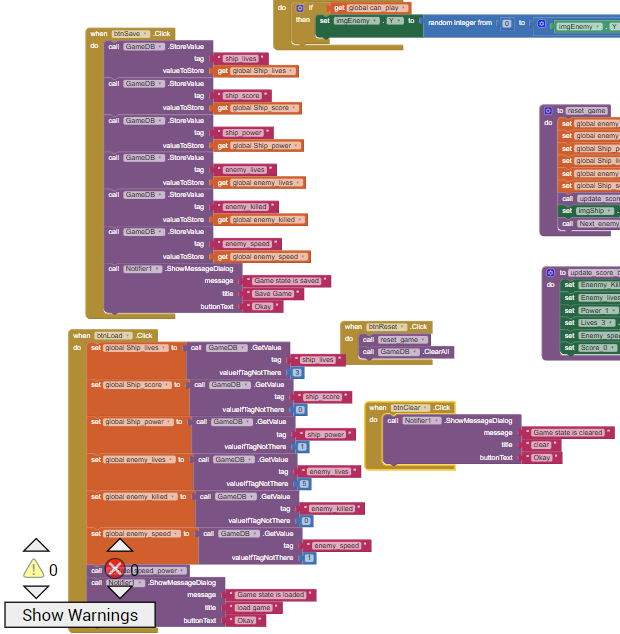 do if get global can_play
then set imgEnemy . Y to random integer from 0 to imgEnemy . Y
when btnSave .Click
do call GameDB .StoreValue
tag " ship_lives "
valueToStore get global Ship_lives
call GameDB .StoreValue
tag " ship_score "
valueToStore get global Ship_score
call GameDB .StoreValue
tag " ship_power "
valueToStore get global Ship_power
call GameDB .StoreValue
tag " enemy_lives "
valueToStore get global enemy_lives
call GameDB .StoreValue
tag " enemy_killed "
valueToStore get global enemy_killed
call GameDB .StoreValue
tag " enemy_speed "
valueToStore get global enemy_speed
call Notifier1 .ShowMessageDialog
message " Game state is saved "
title " Save Game "
buttonText " Okay "
to reset_game
do set global enemy
set global enemy
set global Ship_p
set global Ship_li
set global enemy
set global Ship_s
call update_scor
set imgShip .
call Next_enemy
to update_score_b
do set Enenmy_Kil
set Enemy_lives
set Power_1
set Lives_3
set Enemy_spe
set Score_0
when btnLoad .Click
do set global Ship_lives to call GameDB .GetValue
tag " ship_lives "
valueIfTagNotThere 3
set global Ship_score to call GameDB .GetValue
tag " ship_score "
valueIfTagNotThere 0
set global Ship_power to call GameDB .GetValue
tag " ship_power "
valueIfTagNotThere 1
set global enemy_lives to call GameDB .GetValue
tag " enemy_lives "
valueIfTagNotThere 5
set global enemy_killed to call GameDB .GetValue
tag " enemy_killed "
valueIfTagNotThere 0
set global enemy_speed to call GameDB .GetValue
tag " enemy_speed "
valueIfTagNotThere 1
call speed_power
call .ShowMessageDialog
message " Game state is loaded "
title " load game "
buttonText " Okay "
when btnReset .Click
do call reset_game
call GameDB .ClearAll
when btnClear .Click
do call Notifier1 .ShowMessageDialog
message " Game state is cleared "
title " clear "
buttonText " Okay "
0 0
Show Warnings